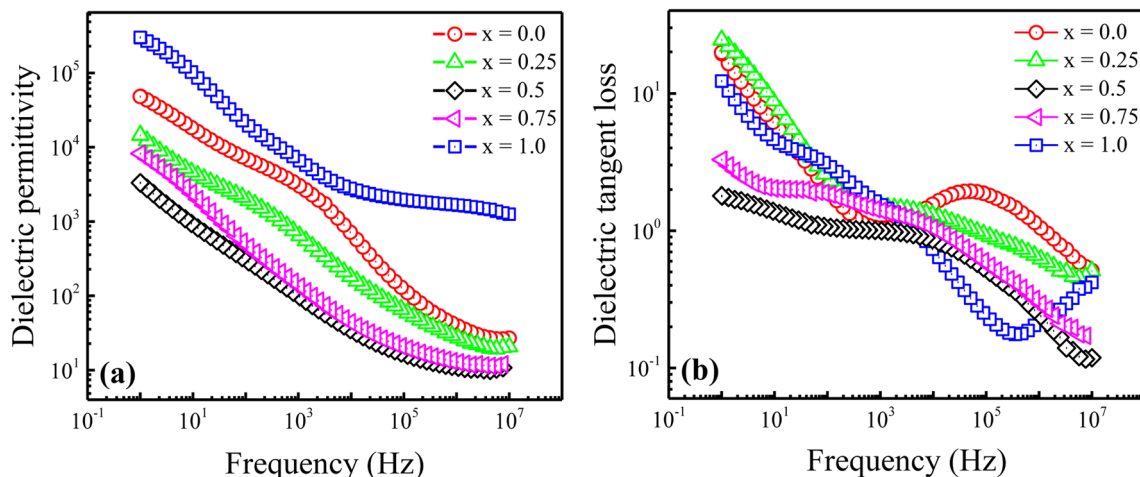 Dielectric permittivity
10^5
10^4
10^3
10^2
10^1
x = 0.0
x = 0.25
x = 0.5
x = 0.75
x = 1.0
(a)
10^-1 10^1 10^3 10^5 10^7
Frequency (Hz)
Dielectric tangent loss
10^1
10^0
10^-1
x = 0.0
x = 0.25
x = 0.5
x = 0.75
x = 1.0
(b)
10^-1 10^1 10^3 10^5 10^7
Frequency (Hz)